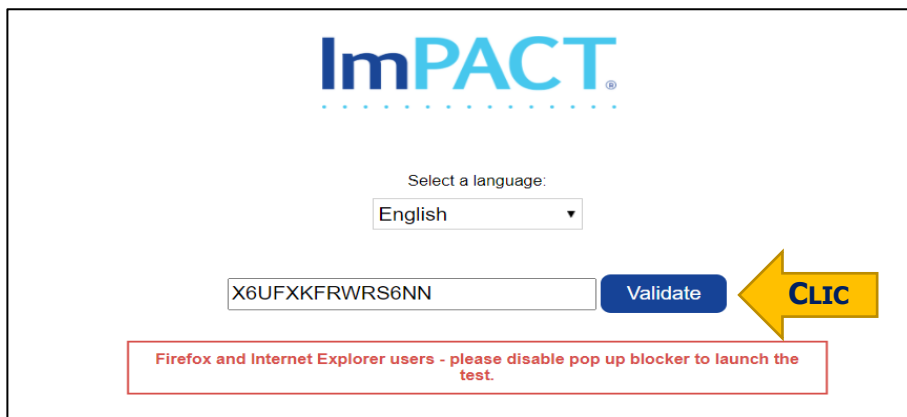 ImPACT®
Select a language:
English
X6UFXKFRWRS6NN Validate CLIC
Firefox and Internet Explorer users - please disable pop up blocker to launch the
test.